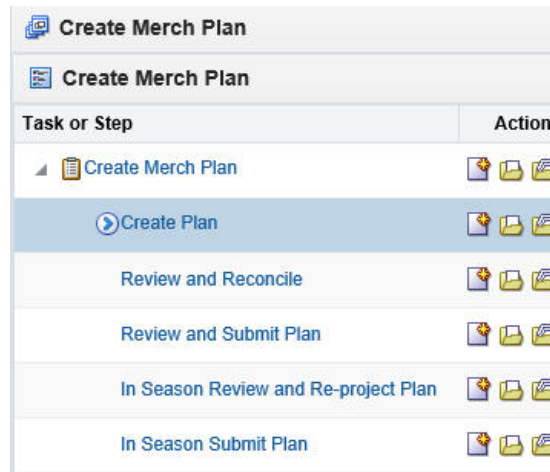 Create Merch Plan
Create Merch Plan
Task or Step Action
Create Merch Plan
Create Plan
Review and Reconcile
Review and Submit Plan
In Season Review and Re-project Plan
In Season Submit Plan